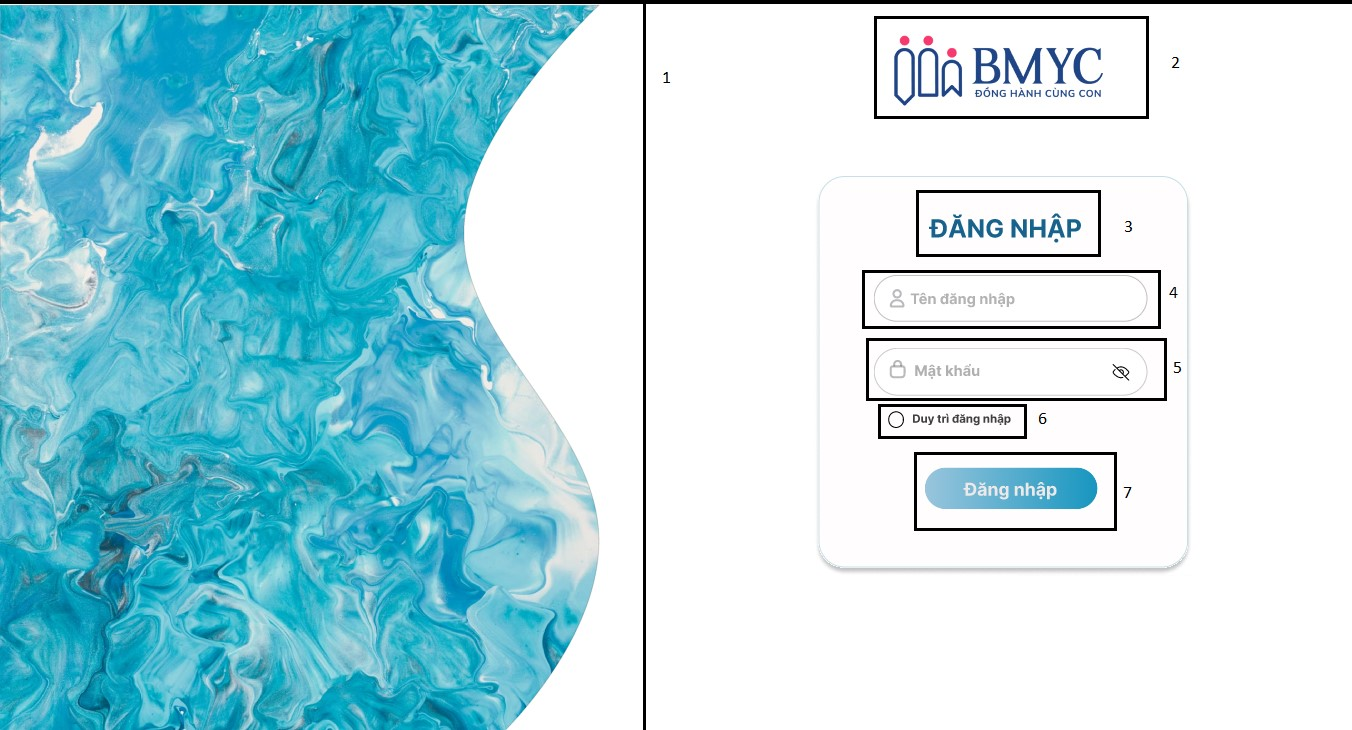 1
BMYC
ĐỒNG HÀNH CÙNG CON
2
ĐĂNG NHẬP
3
Tên đăng nhập
4
Mật khẩu
5
Duy trì đăng nhập
6
Đăng nhập
7